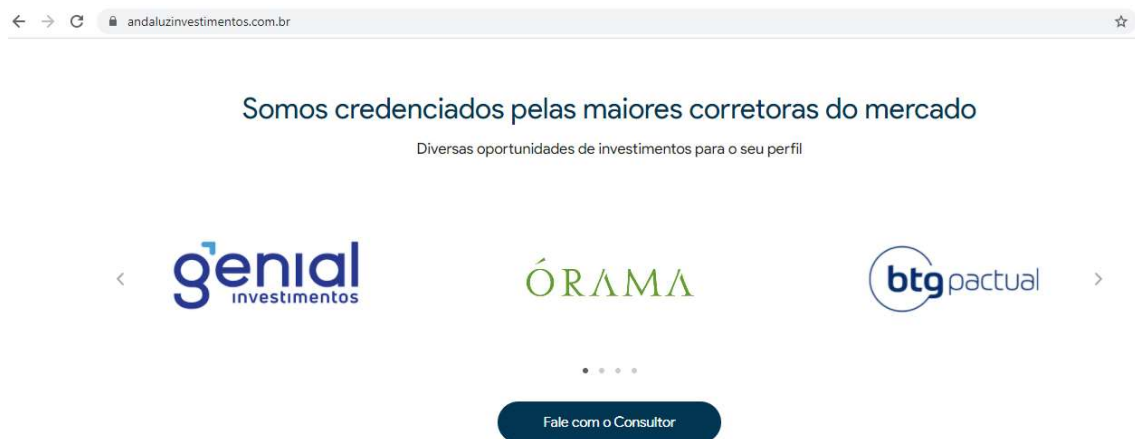 andaluzinvestimentos.com.br
Somos credenciados pelas maiores corretoras do mercado
Diversas oportunidades de investimentos para o seu perfil
genial
investimentos
ÓRAMA
btg pactual
Fale com o Consultor